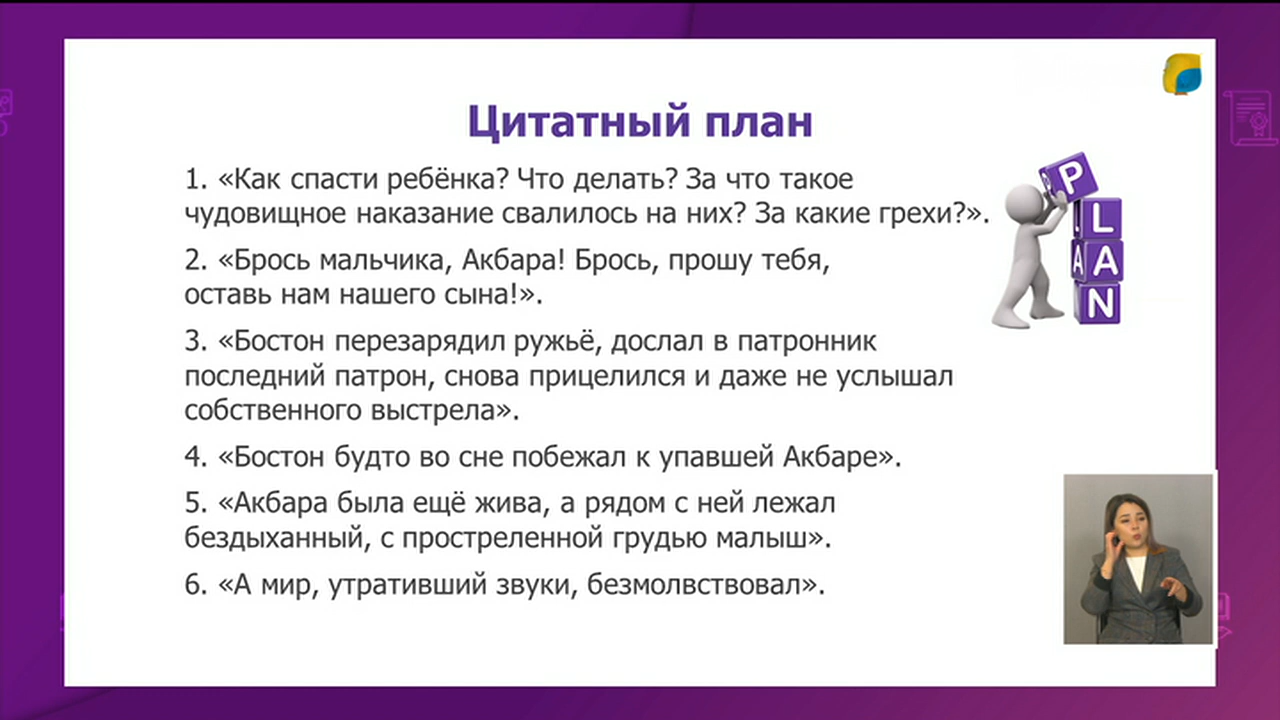 Цитатный план
1. «Как спасти ребёнка? Что делать? За что такое
чудовищное наказание свалилось на них? За какие грехи?».
2. «Брось мальчика, Акбара! Брось, прошу тебя,
оставь нам нашего сына!».
3. «Бостон перезарядил ружьё, дослал в патронник
последний патрон, снова прицелился и даже не услышал
собственного выстрела».
4. «Бостон будто во сне побежал к упавшей Акбаре».
5. «Акбара была ещё жива, а рядом с ней лежал
бездыханный, с простреленной грудью малыш».
6. «А мир, утративший звуки, безмолвствовал».
P
L
A A
N